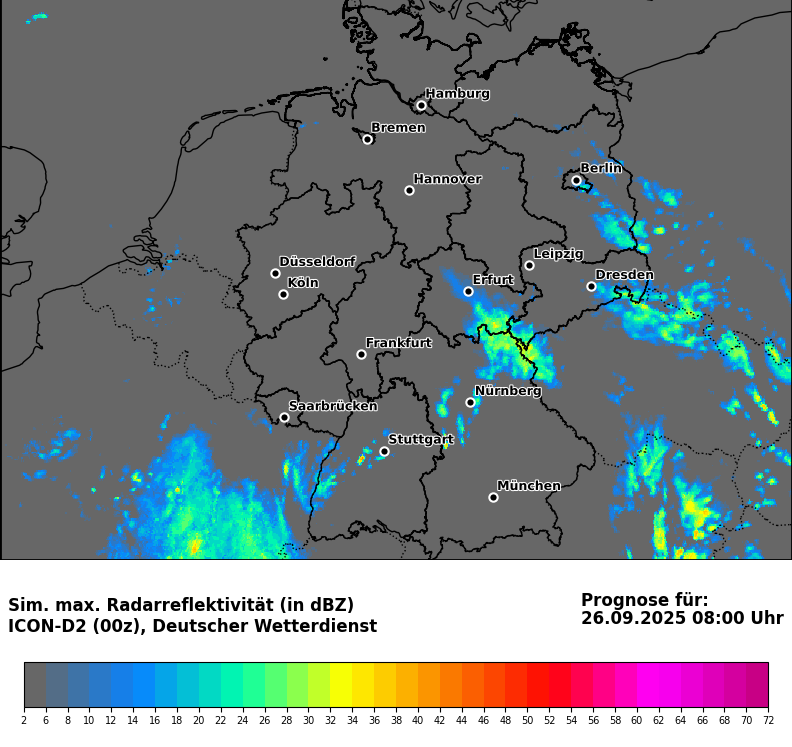 Hamburg
Bremen
Berlin
Hannover
Leipzig
Düsseldorf
Dresden
Erfurt
Köln
Frankfurt
Nürnberg
Saarbrücken
Stuttgart
München
Sim. max. Radarreflektivität (in dBZ)
ICON-D2 (00z), Deutscher Wetterdienst
Prognose für:
26.09.2025 08:00 Uhr
2 6 8 10 12 14 16 18 20 22 24 26 28 30 32 34 36 38 40 42 44 46 48 50 52 54 56 58 60 62 64 66 68 70 72